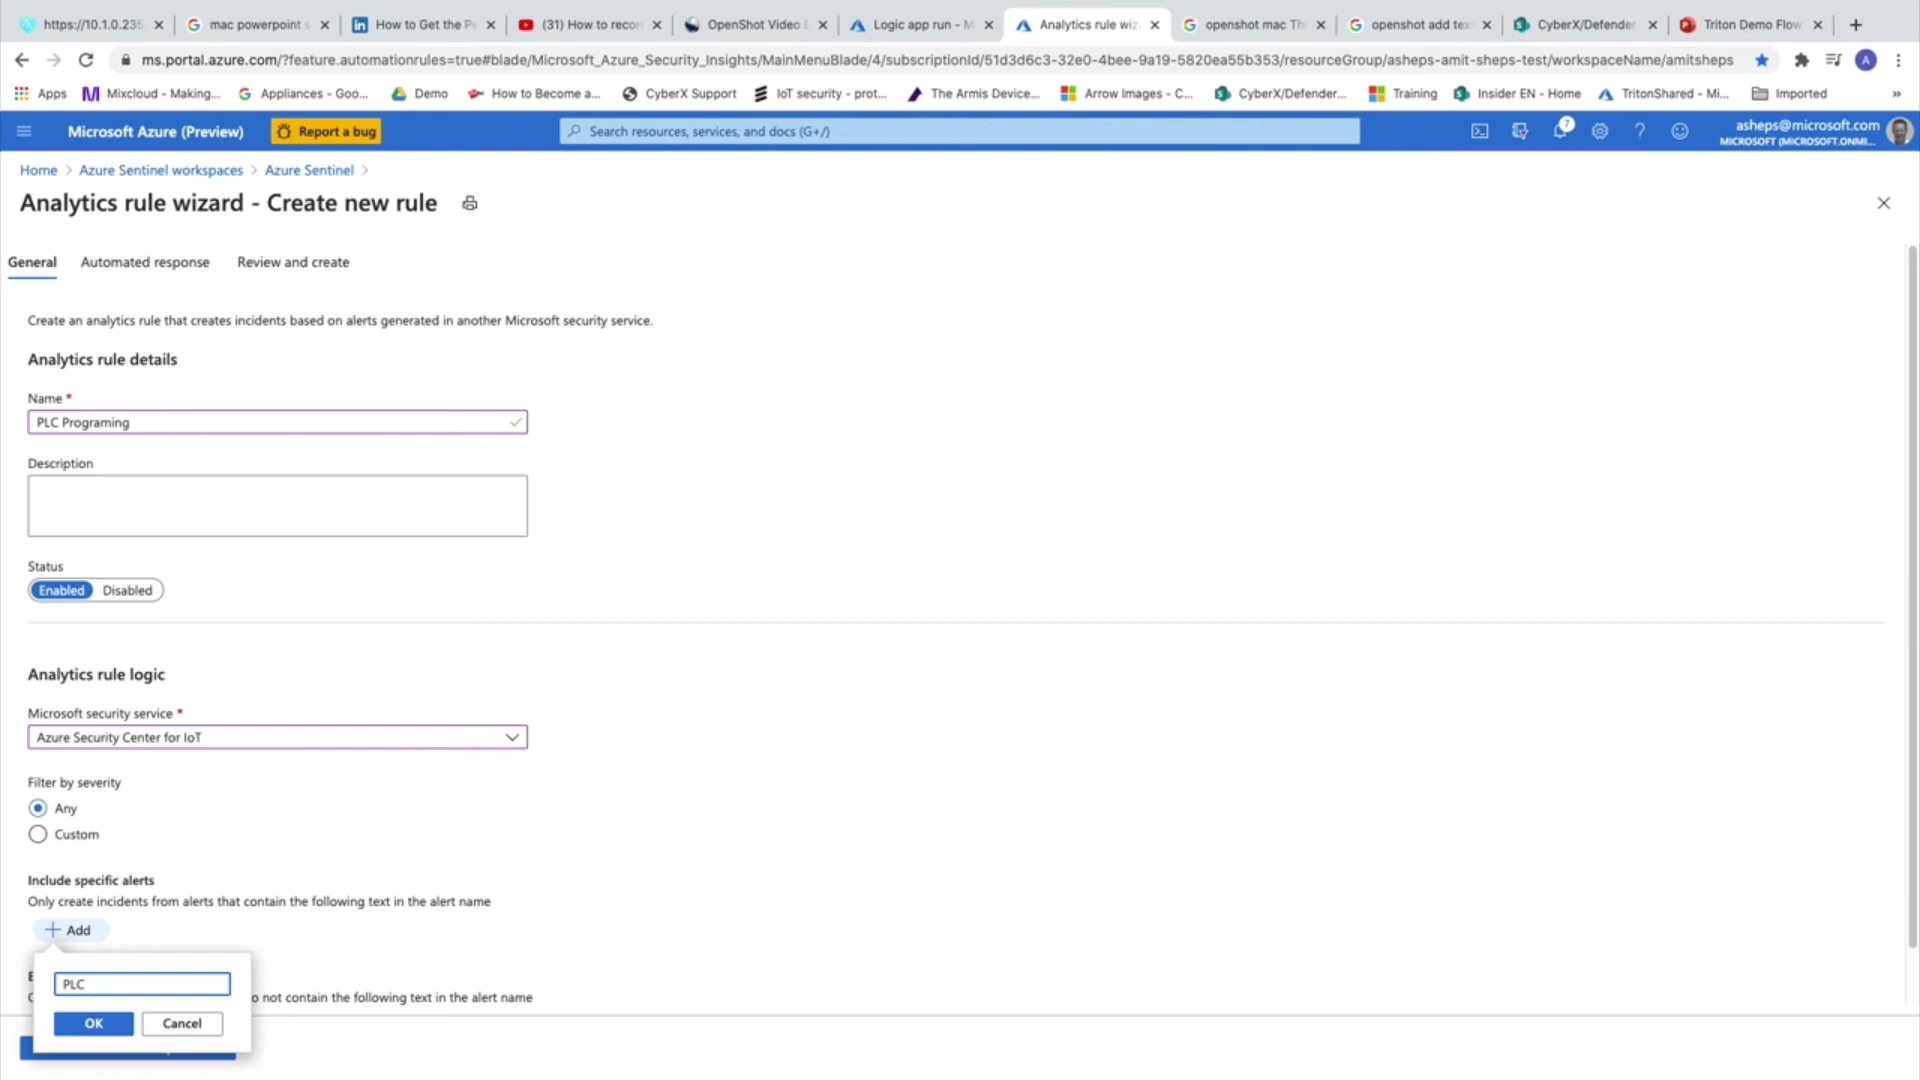 https://10.1.0.235
mac powerpoint s
How to Get the Pe
(31) How to recor
OpenShot Video E
Logic app run - M
Analytics rule wiz
openshot mac Th
openshot add tex
CyberX/Defender
Triton Demo Flow
ms.portal.azure.com/?feature.automationrules=true#blade/Microsoft_Azure_Security_Insights/MainMenuBlade/4/subscriptionId/51d3d6c3-32e0-4bee-9a19-5820ea55b353/resourceGroup/asheps-amit-sheps-test/workspaceName/amitsheps
A
Apps
Mixcloud - Making...
Appliances - Goo...
Demo
How to Become a...
CyberX Support
IoT security - prot...
The Armis Device...
Arrow Images - C...
CyberX/Defender...
Training
Insider EN - Home
TritonShared - Mi...
Imported
»
Microsoft Azure (Preview)
Report a bug
Search resources, services, and docs (G+/)
7
asheps@microsoft.com
MICROSOFT (MICROSOFT.ONMI...
Home > Azure Sentinel workspaces > Azure Sentinel >
Analytics rule wizard - Create new rule
General
Automated response
Review and create
Create an analytics rule that creates incidents based on alerts generated in another Microsoft security service.
Analytics rule details
Name *
PLC Programing
Description
Status
Enabled
Disabled
Analytics rule logic
Microsoft security service *
Azure Security Center for IoT
Filter by severity
Any
Custom
Include specific alerts
Only create incidents from alerts that contain the following text in the alert name
+ Add
PLC
not contain the following text in the alert name
OK
Cancel